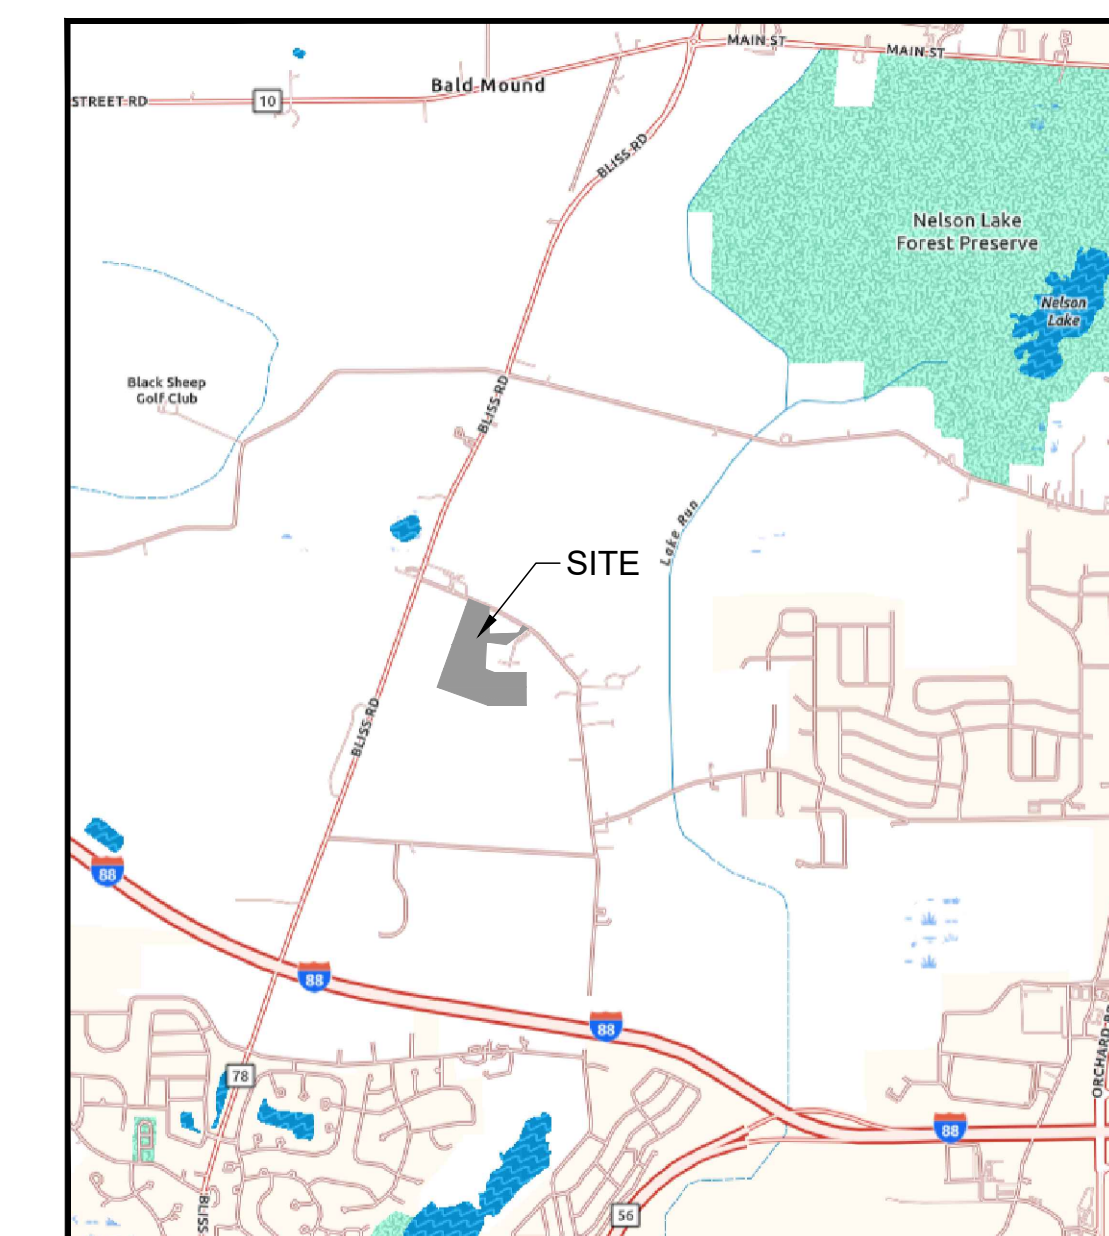 MAIN ST
MAIN ST
Bald Mound
STREET RD
10
BLISS RD
Nelson Lake
Forest Preserve
Nelson
Lake
Black Sheep
Golf Club
BLISS RD
Lake Run
SITE
BLISS RD
88
88
88
78
ORCHARD RD
88
BLISS
56